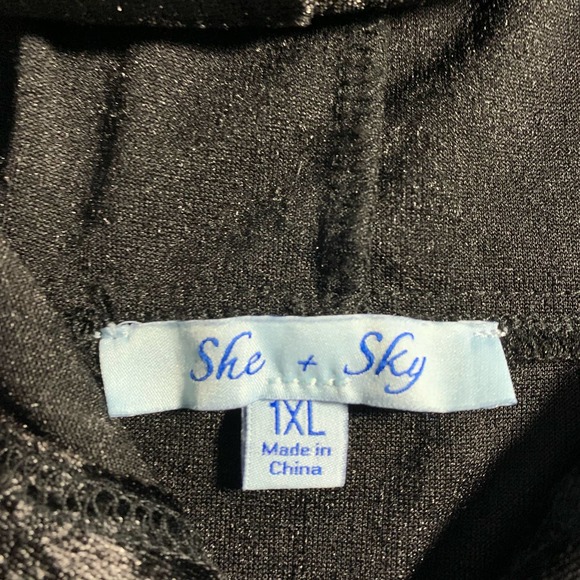 She + Sky
1XL
Made in
China